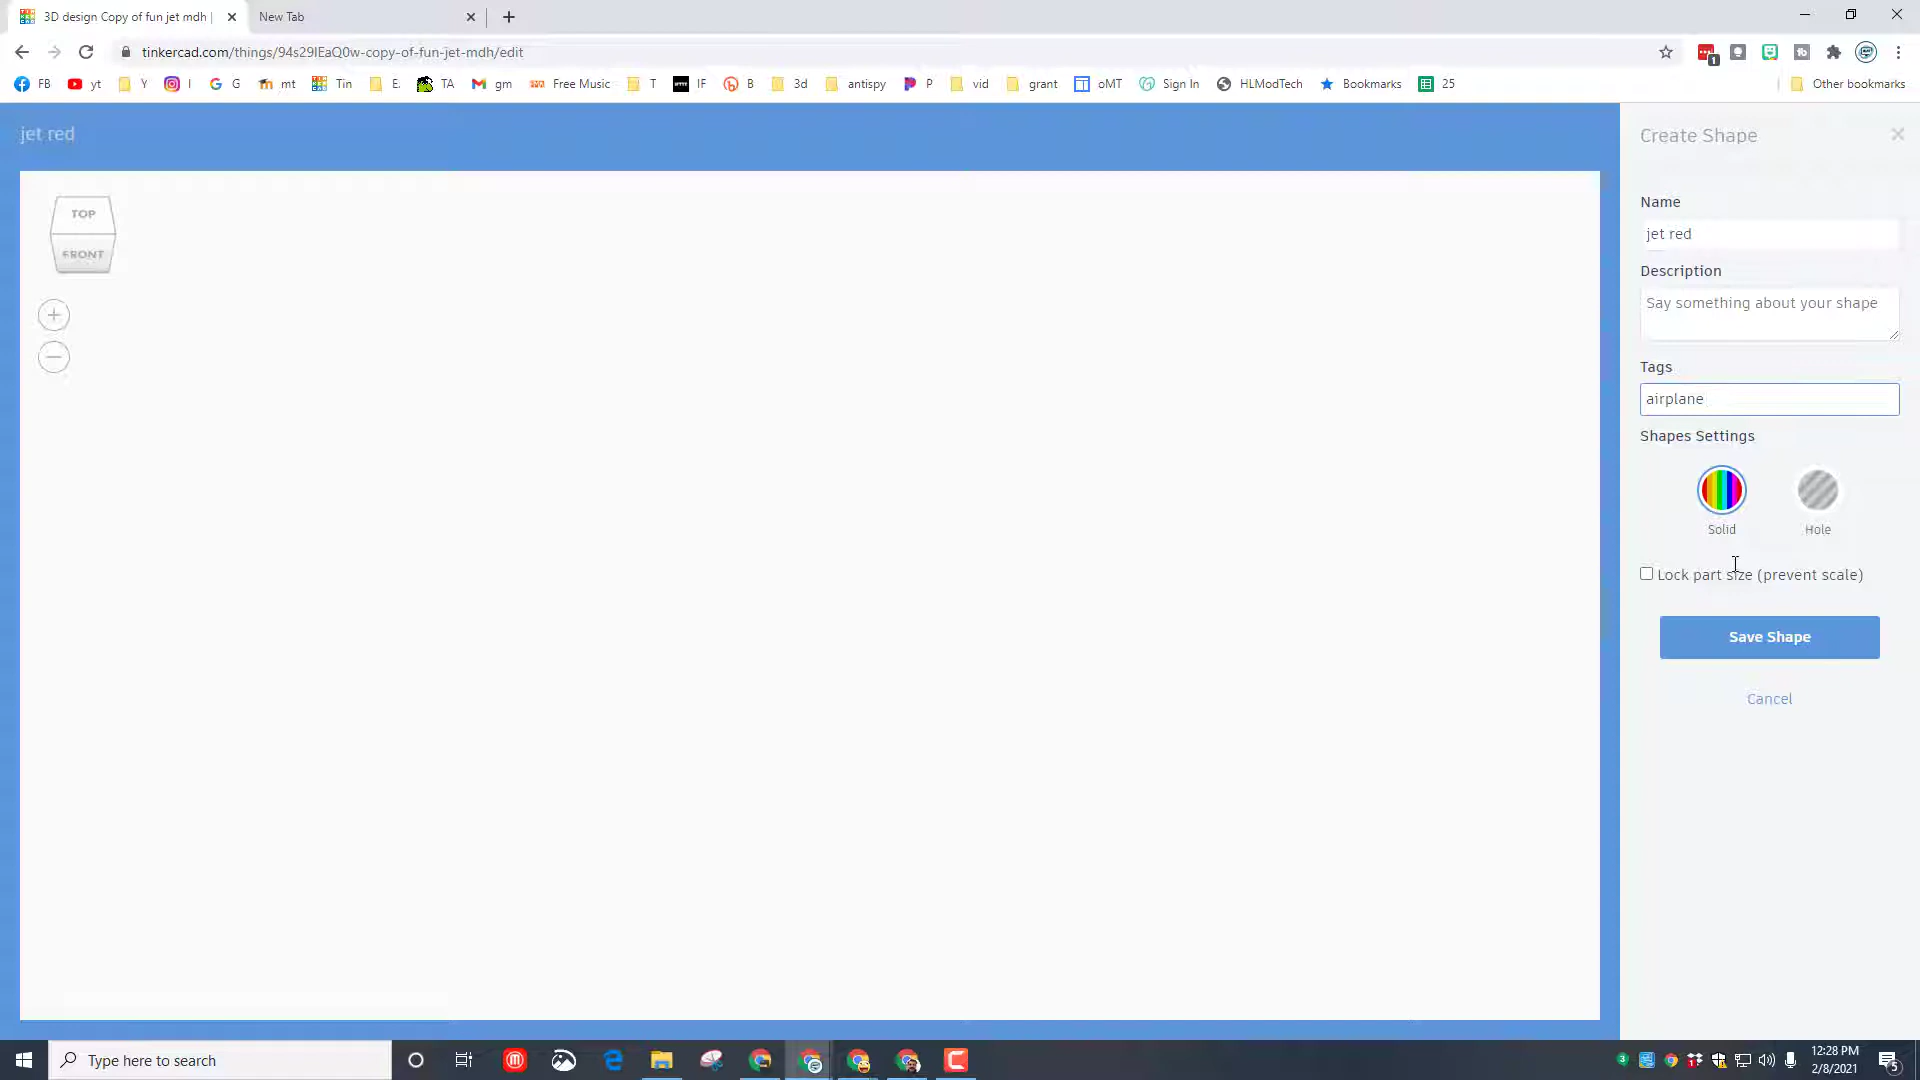 3D design Copy of fun jet mdh |
New Tab
tinkercad.com/things/94s29IEaQ0w-copy-of-fun-jet-mdh/edit
1
FB yt Y I G mt Tin E. TA gm Free Music T IF B 3d antispy P vid grant oMT Sign In HLModTech Bookmarks 25 Other bookmarks
jet red
TOP
FRONT
Create Shape
Name
jet red
Description
Say something about your shape
Tags
airplane
Shapes Settings
Solid Hole
Lock part size (prevent scale)
Save Shape
Cancel
Type here to search
3
12:28 PM
2/8/2021
5